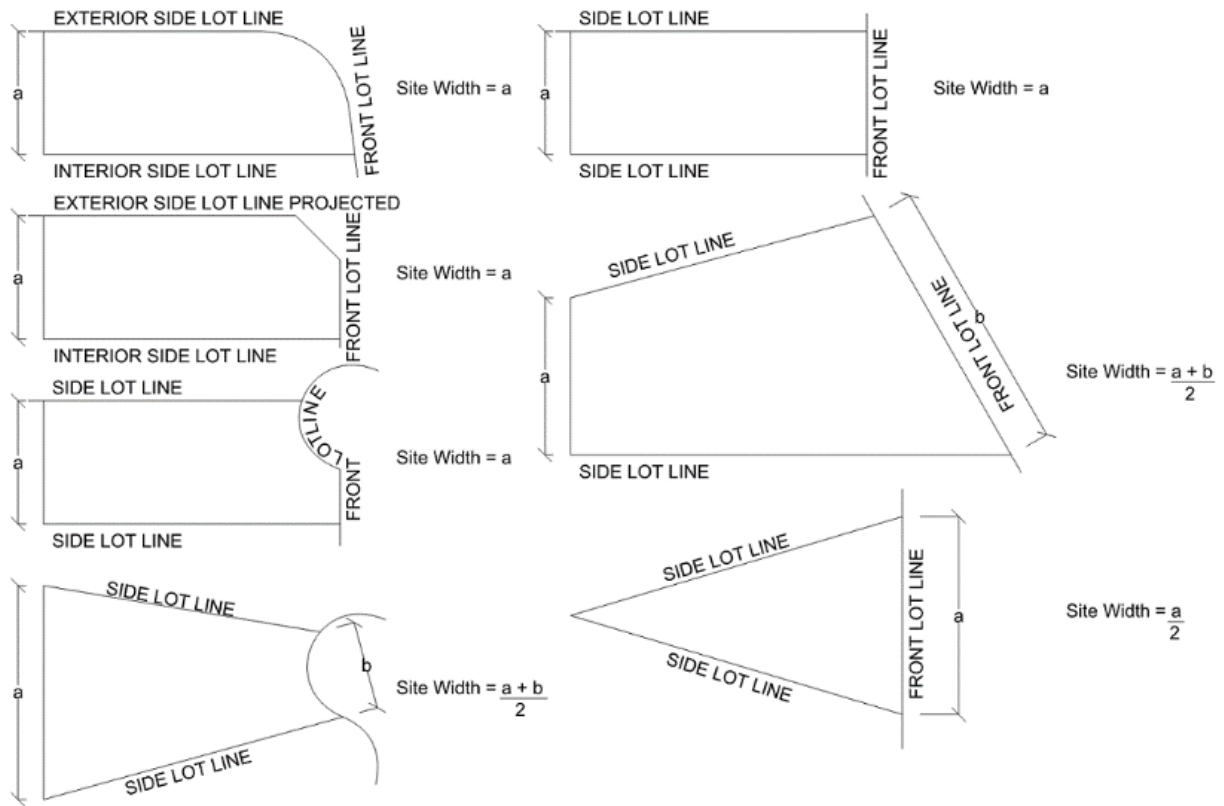 EXTERIOR SIDE LOT LINE
a
FRONT LOT LINE
INTERIOR SIDE LOT LINE
Site Width = a
SIDE LOT LINE
a
FRONT LOT LINE
SIDE LOT LINE
Site Width = a
EXTERIOR SIDE LOT LINE PROJECTED
a
FRONT LOT LINE
INTERIOR SIDE LOT LINE
Site Width = a
SIDE LOT LINE
a
FRONT LOT LINE
b
SIDE LOT LINE
Site Width = a + b
2
SIDE LOT LINE
a
LOTLINE
FRONT
SIDE LOT LINE
Site Width = a
SIDE LOT LINE
a
b
SIDE LOT LINE
Site Width = a + b
2
SIDE LOT LINE
FRONT LOT LINE
a
SIDE LOT LINE
Site Width = a
2